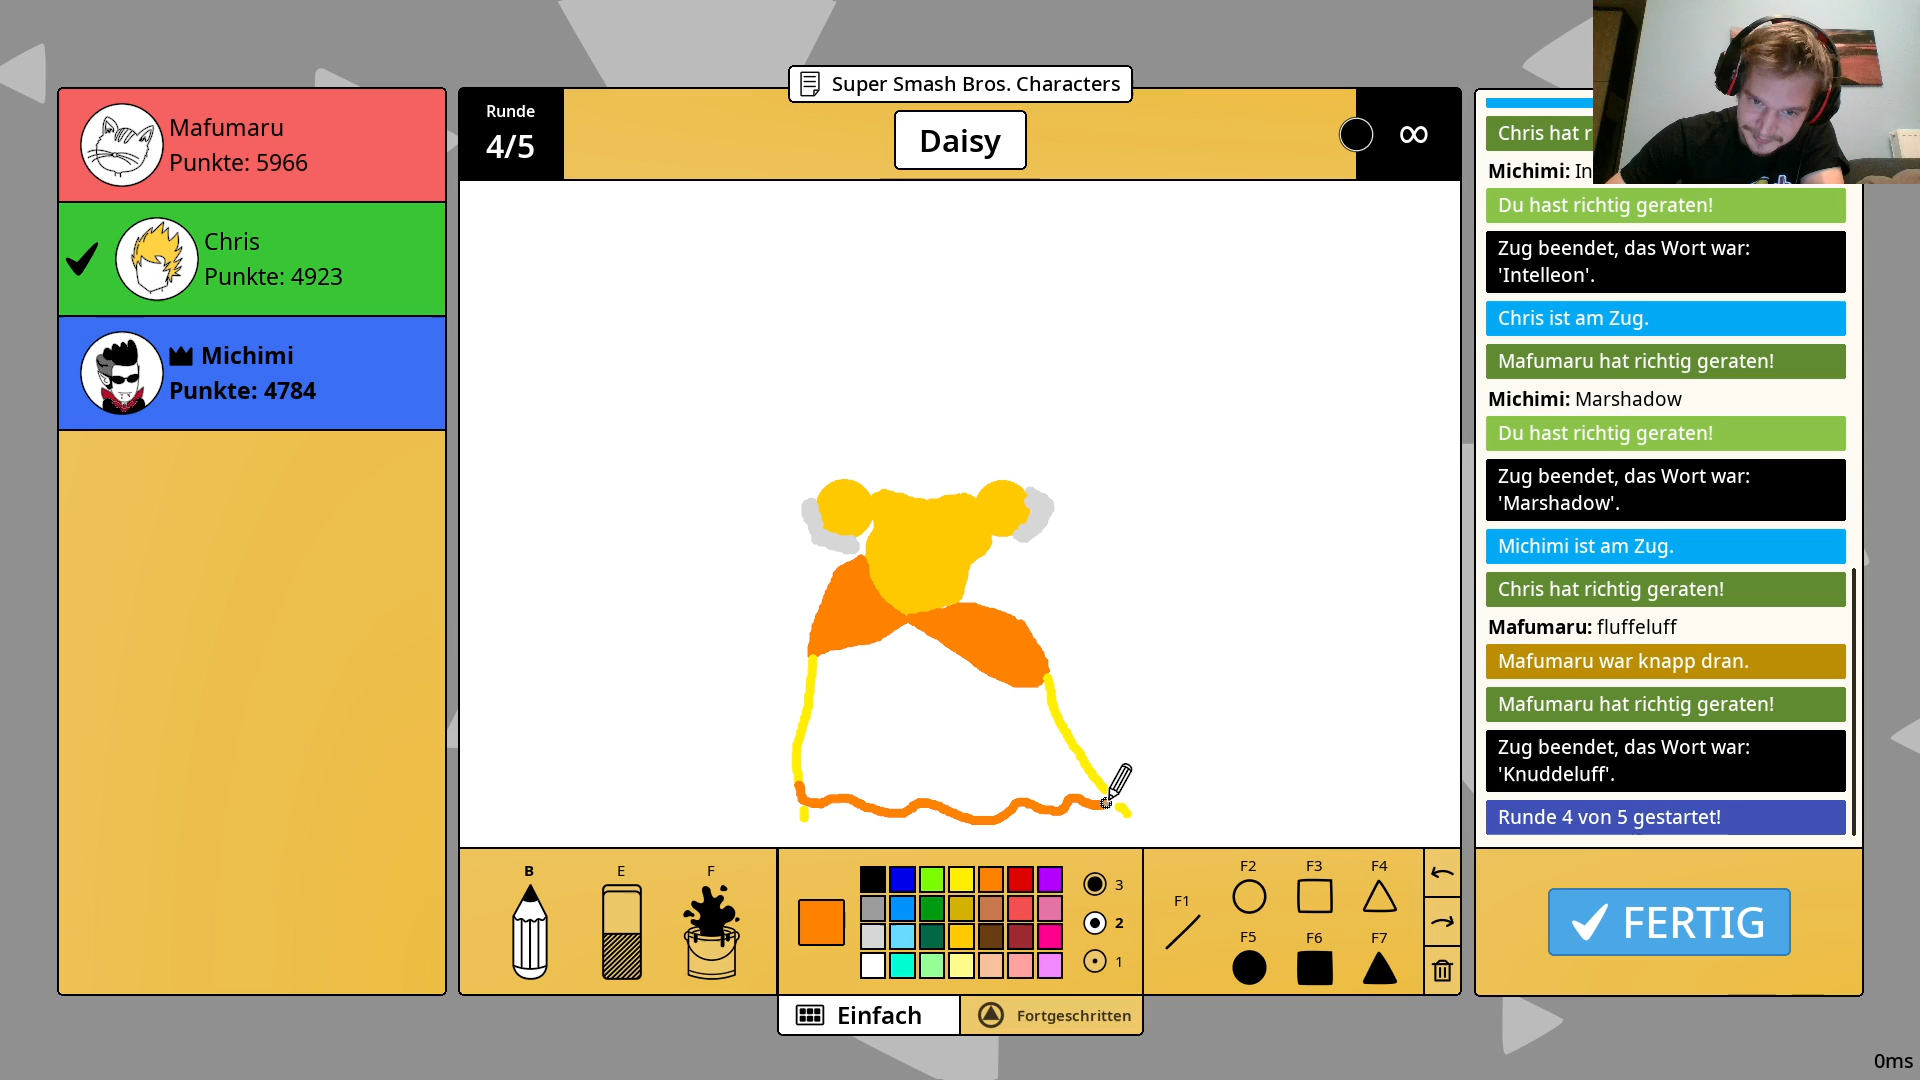 Super Smash Bros. Characters
Mafumaru
Punkte: 5966
Chris
Punkte: 4923
Michimi
Punkte: 4784
Runde
4/5
Daisy
∞
Chris hat r
Michimi: In
Du hast richtig geraten!
Zug beendet, das Wort war:
'Intelleon'.
Chris ist am Zug.
Mafumaru hat richtig geraten!
Michimi: Marshadow
Du hast richtig geraten!
Zug beendet, das Wort war:
'Marshadow'.
Michimi ist am Zug.
Chris hat richtig geraten!
Mafumaru: fluffeluff
Mafumaru war knapp dran.
Mafumaru hat richtig geraten!
Zug beendet, das Wort war:
'Knuddeluff'.
Runde 4 von 5 gestartet!
B
E
F
3
2
1
F1
F2
F3
F4
F5
F6
F7
FERTIG
Einfach
Fortgeschritten
0ms